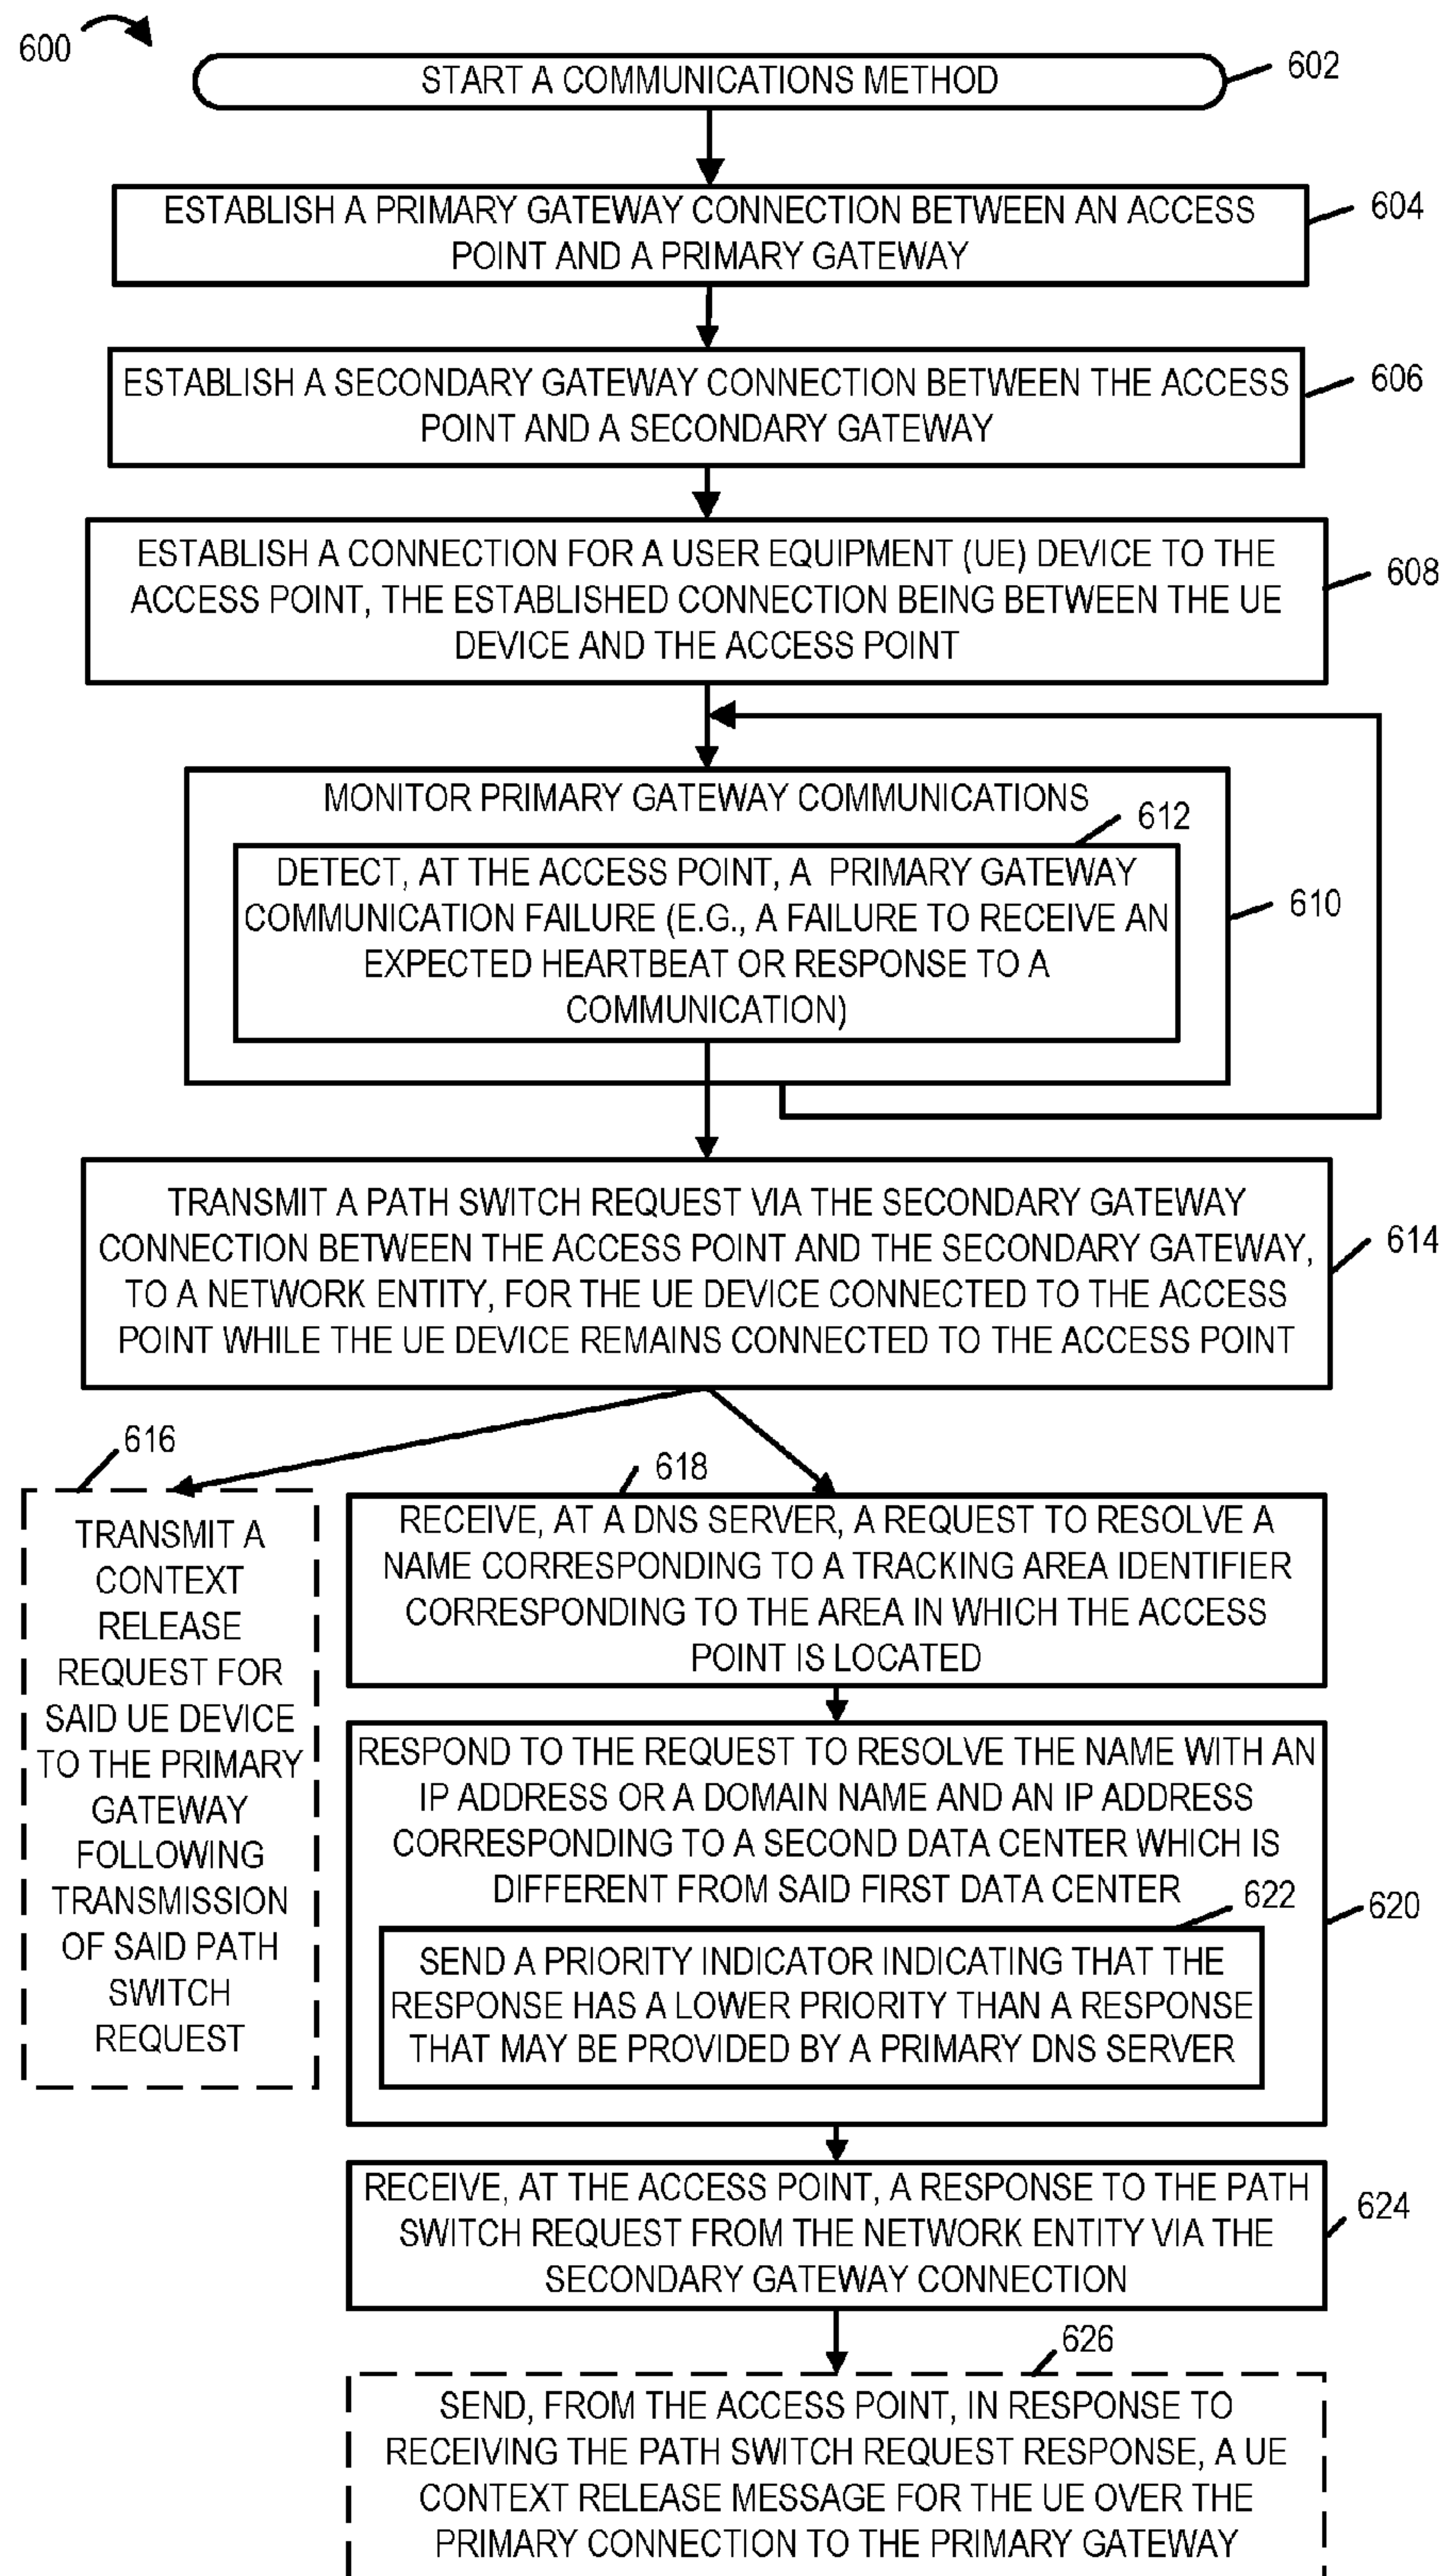 600
START A COMMUNICATIONS METHOD
602
ESTABLISH A PRIMARY GATEWAY CONNECTION BETWEEN AN ACCESS
POINT AND A PRIMARY GATEWAY
604
ESTABLISH A SECONDARY GATEWAY CONNECTION BETWEEN THE ACCESS
POINT AND A SECONDARY GATEWAY
606
ESTABLISH A CONNECTION FOR A USER EQUIPMENT (UE) DEVICE TO THE
ACCESS POINT, THE ESTABLISHED CONNECTION BEING BETWEEN THE UE
DEVICE AND THE ACCESS POINT
608
MONITOR PRIMARY GATEWAY COMMUNICATIONS
612
DETECT, AT THE ACCESS POINT, A PRIMARY GATEWAY
COMMUNICATION FAILURE (E.G., A FAILURE TO RECEIVE AN
EXPECTED HEARTBEAT OR RESPONSE TO A
COMMUNICATION)
610
TRANSMIT A PATH SWITCH REQUEST VIA THE SECONDARY GATEWAY
CONNECTION BETWEEN THE ACCESS POINT AND THE SECONDARY GATEWAY,
TO A NETWORK ENTITY, FOR THE UE DEVICE CONNECTED TO THE ACCESS
POINT WHILE THE UE DEVICE REMAINS CONNECTED TO THE ACCESS POINT
614
616
TRANSMIT A
CONTEXT
RELEASE
REQUEST FOR
SAID UE DEVICE
TO THE PRIMARY
GATEWAY
FOLLOWING
TRANSMISSION
OF SAID PATH
SWITCH
REQUEST
618
RECEIVE, AT A DNS SERVER, A REQUEST TO RESOLVE A
NAME CORRESPONDING TO A TRACKING AREA IDENTIFIER
CORRESPONDING TO THE AREA IN WHICH THE ACCESS
POINT IS LOCATED
RESPOND TO THE REQUEST TO RESOLVE THE NAME WITH AN
IP ADDRESS OR A DOMAIN NAME AND AN IP ADDRESS
CORRESPONDING TO A SECOND DATA CENTER WHICH IS
DIFFERENT FROM SAID FIRST DATA CENTER
622
620
SEND A PRIORITY INDICATOR INDICATING THAT THE
RESPONSE HAS A LOWER PRIORITY THAN A RESPONSE
THAT MAY BE PROVIDED BY A PRIMARY DNS SERVER
RECEIVE, AT THE ACCESS POINT, A RESPONSE TO THE PATH
SWITCH REQUEST FROM THE NETWORK ENTITY VIA THE
SECONDARY GATEWAY CONNECTION
624
626
SEND, FROM THE ACCESS POINT, IN RESPONSE TO
RECEIVING THE PATH SWITCH REQUEST RESPONSE, A UE
CONTEXT RELEASE MESSAGE FOR THE UE OVER THE
PRIMARY CONNECTION TO THE PRIMARY GATEWAY